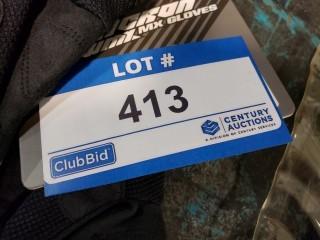 MX GLOVES
LOT #
413
CENTURY
AUCTIONS
A DIVISION OF CENTURY SERVICES
ClubBid